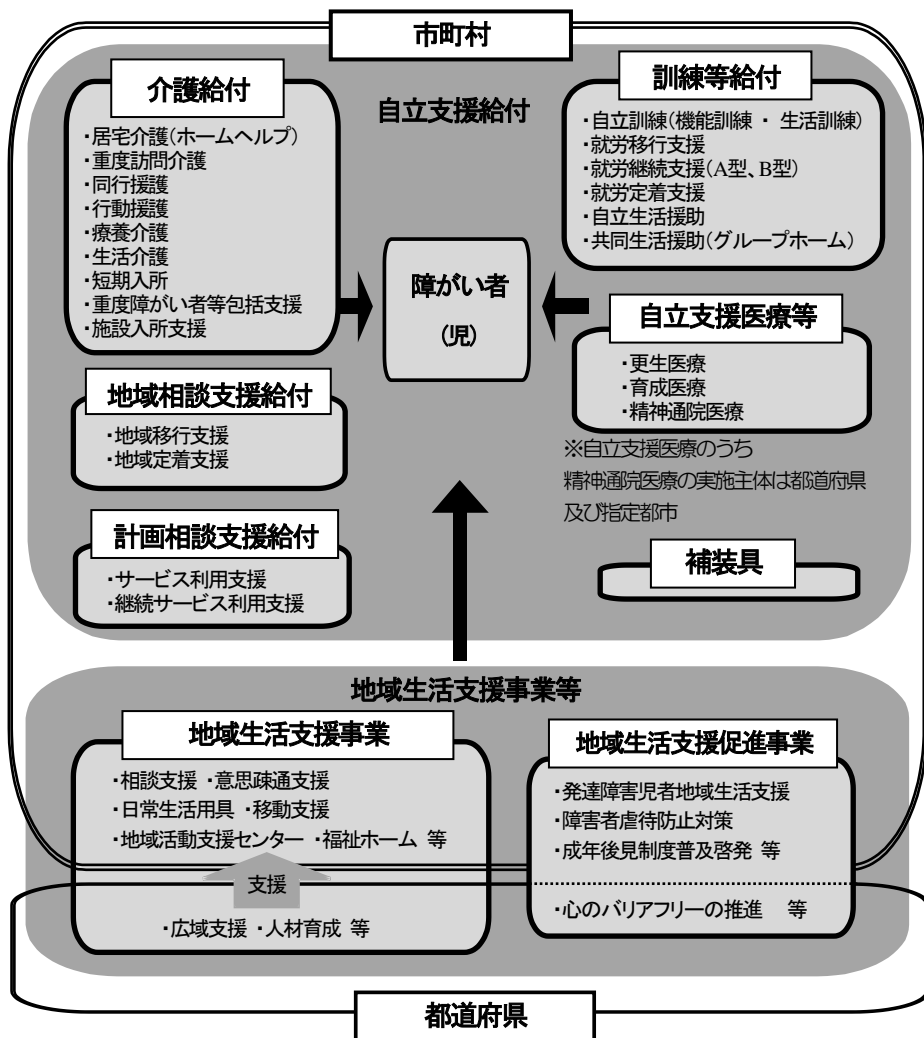 市町村
自立支援給付
介護給付
・居宅介護(ホームヘルプ)
・重度訪問介護
・同行援護
・行動援護
・療養介護
・生活介護
・短期入所
・重度障がい者等包括支援
・施設入所支援
訓練等給付
・自立訓練(機能訓練 ・ 生活訓練)
・就労移行支援
・就労継続支援(A型、B型)
・就労定着支援
・自立生活援助
・共同生活援助(グループホーム)
障がい者
(児)
自立支援医療等
・更生医療
・育成医療
・精神通院医療
※自立支援医療のうち
精神通院医療の実施主体は都道府県
及び指定都市
地域相談支援給付
・地域移行支援
・地域定着支援
計画相談支援給付
・サービス利用支援
・継続サービス利用支援
補装具
地域生活支援事業等
地域生活支援事業
・相談支援 ・意思疎通支援
・日常生活用具 ・移動支援
・地域活動支援センター ・福祉ホーム 等
支援
・広域支援 ・人材育成 等
地域生活支援促進事業
・発達障害児者地域生活支援
・障害者虐待防止対策
・成年後見制度普及啓発 等
・心のバリアフリーの推進 等
都道府県